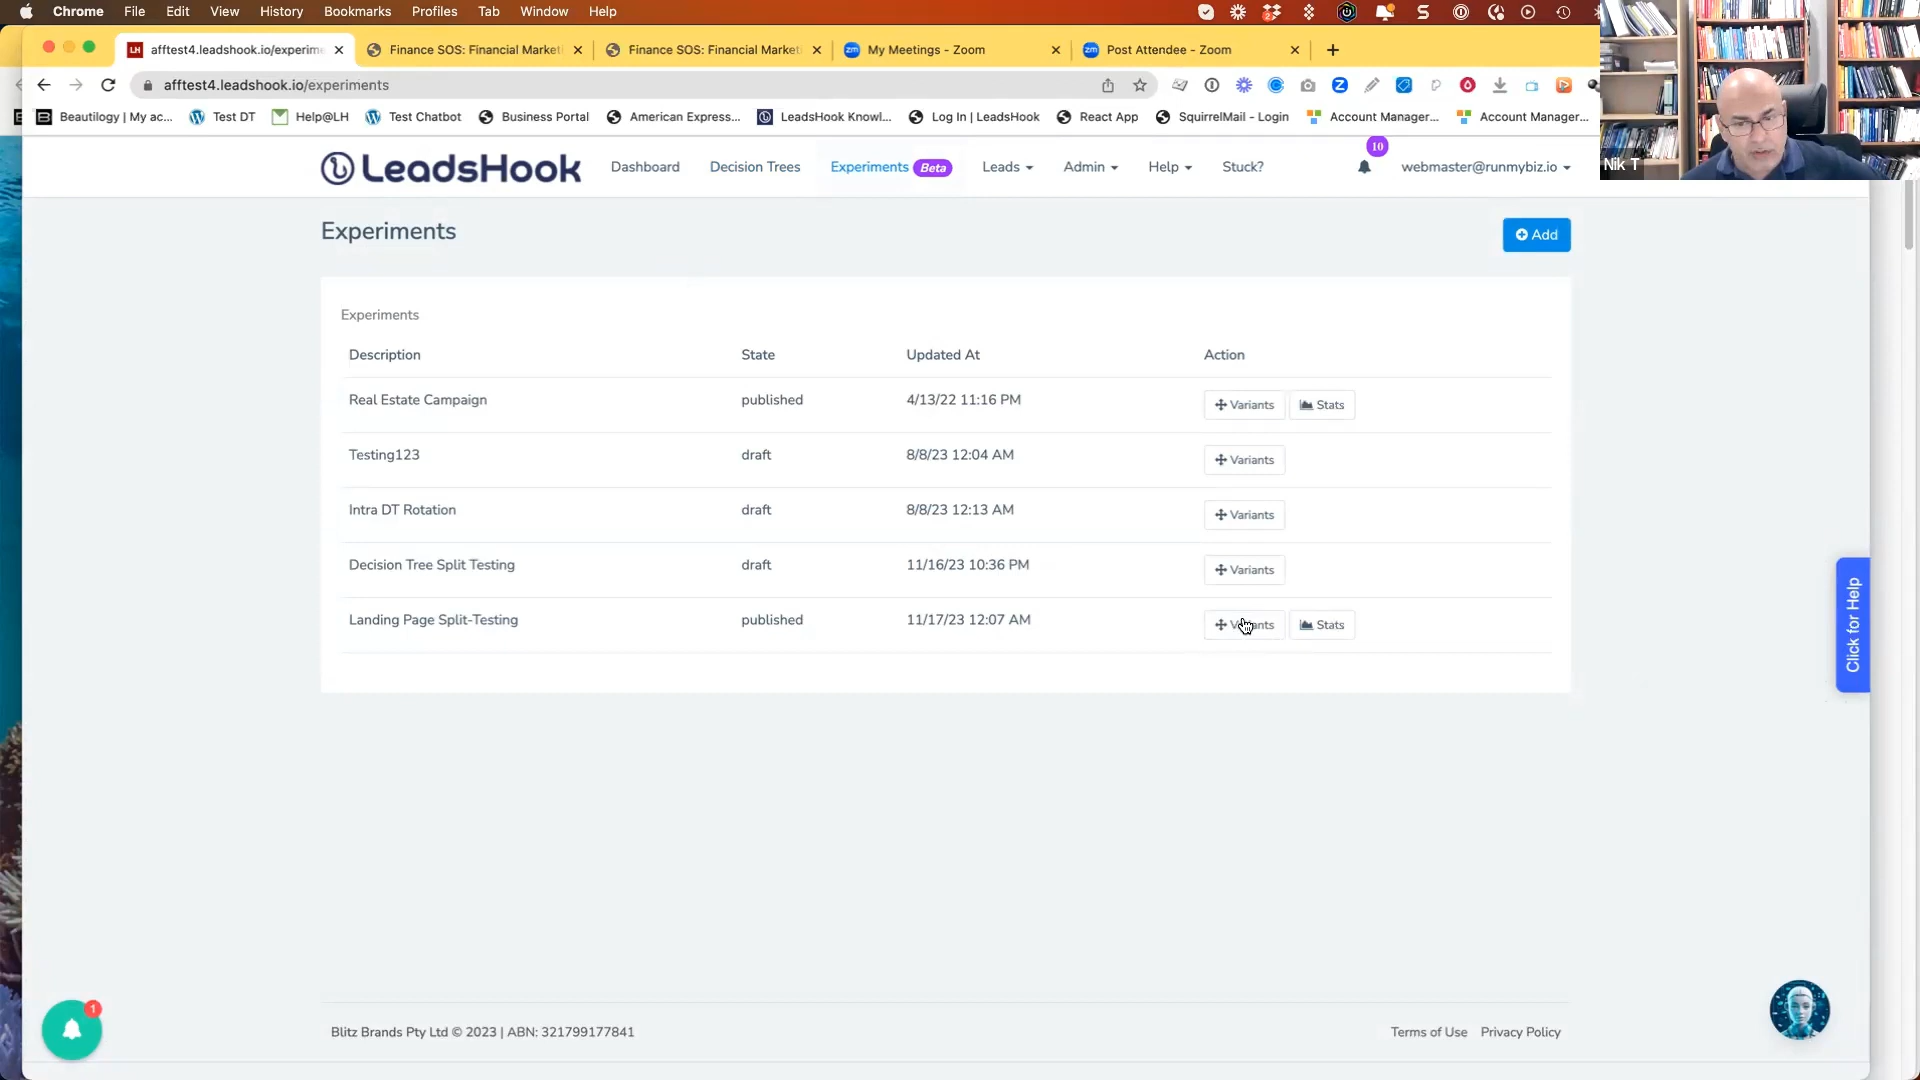 Chrome File Edit View History Bookmarks Profiles Tab Window Help
2
afftest4.leadshook.io/experime
Finance SOS: Financial Market
Finance SOS: Financial Market
My Meetings - Zoom
Post Attendee - Zoom
afftest4.leadshook.io/experiments
Beautilogy | My ac...
Test DT
Help@LH
Test Chatbot
Business Portal
American Express...
LeadsHook Knowl...
Log In | LeadsHook
React App
SquirrelMail - Login
Account Manager...
Account Manager...
Nik T
LeadsHook Dashboard Decision Trees Experiments Beta Leads Admin Help Stuck? 10 webmaster@runmybiz.io
Experiments
Add
Experiments
Description State Updated At Action
Real Estate Campaign published 4/13/22 11:16 PM Variants Stats
Testing123 draft 8/8/23 12:04 AM Variants
Intra DT Rotation draft 8/8/23 12:13 AM Variants
Decision Tree Split Testing draft 11/16/23 10:36 PM Variants
Landing Page Split-Testing published 11/17/23 12:07 AM Variants Stats
Click for Help
1
Blitz Brands Pty Ltd © 2023 | ABN: 321799177841
Terms of Use Privacy Policy